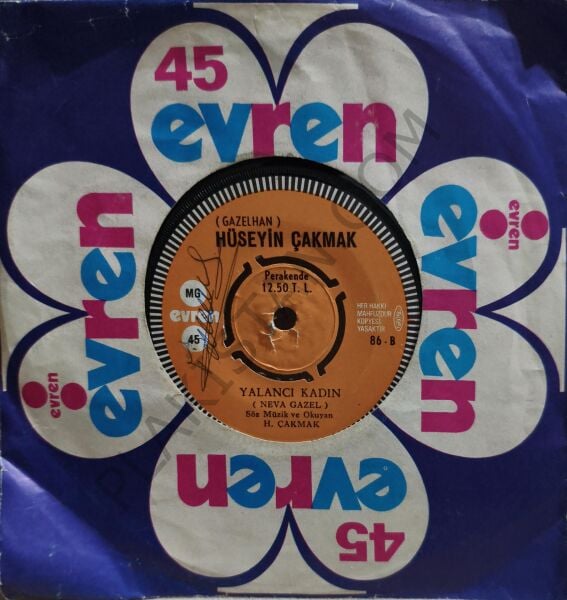 45
evren
evren
evren
evren
evren
( GAZELHAN )
HÜSEYİN ÇAKMAK
Perakende
12.50 T. L.
MG
evren
45
HER HAKKI
MAHFUZDUR
KOPYESİ
YASAKTIR
86 - B
YALANCI KADIN
( NEVA GAZEL )
Söz Müzik ve Okuyan
H. ÇAKMAK
evren
45